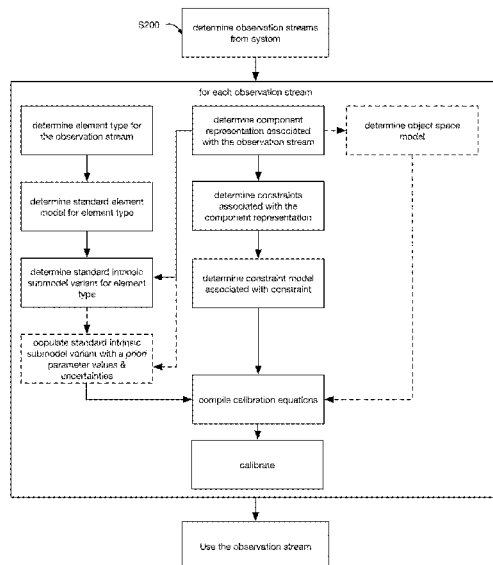 S200
determine observation streams
from system
for each observation stream
determine element type for
the observation stream
determine component
representation associated
with the observation stream
determine object space
model
determine standard element
model for element type
determine constraints
associated with the
component representation
determine standard intrinsic
submodel variant for element
type
determine constraint model
associated with constraint
populate standard intrinsic
submodel variant with a priori
parameter values &
uncertainties
compile calibration equations
calibrate
Use the observation stream